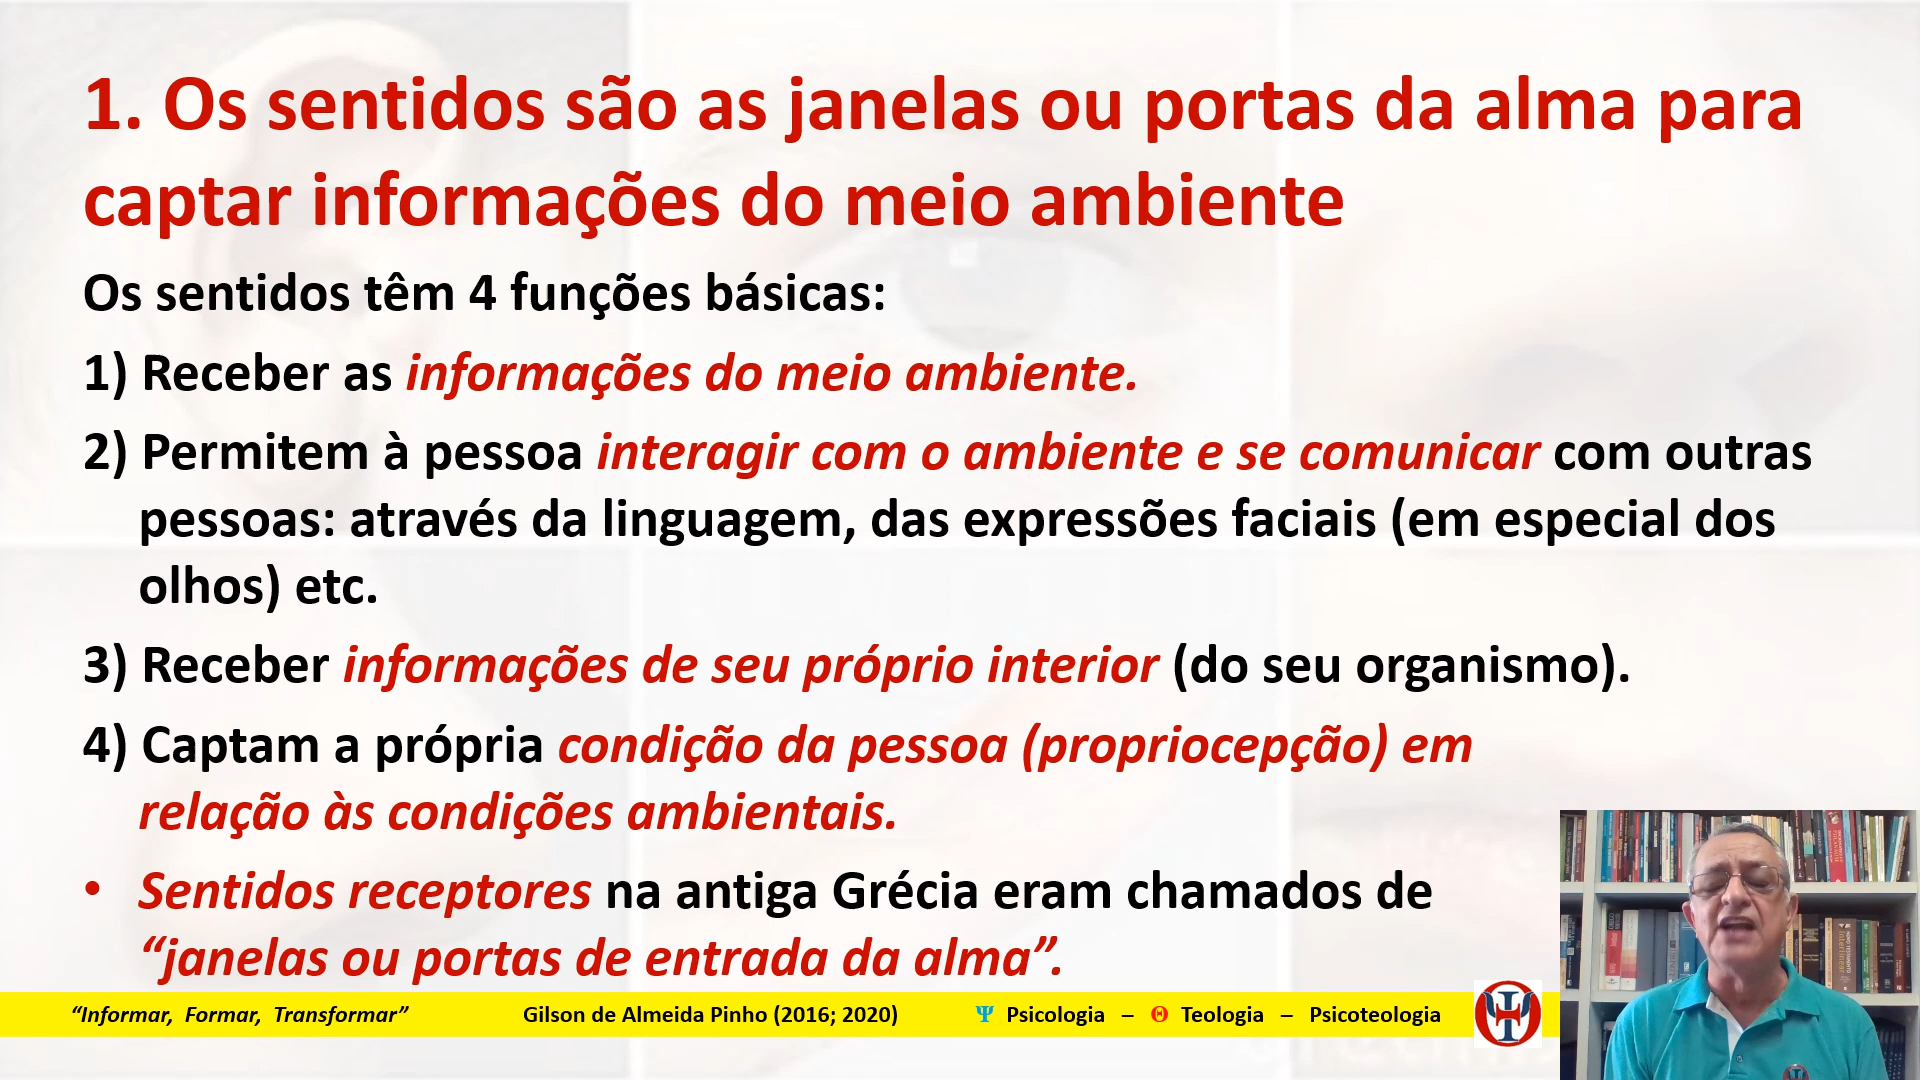 1. Os sentidos são as janelas ou portas da alma para
captar informações do meio ambiente
Os sentidos têm 4 funções básicas:
1) Receber as informações do meio ambiente.
2) Permitem à pessoa interagir com o ambiente e se comunicar com outras
pessoas: através da linguagem, das expressões faciais (em especial dos
olhos) etc.
3) Receber informações de seu próprio interior (do seu organismo).
4) Captam a própria condição da pessoa (propriocepção) em
relação às condições ambientais.
• Sentidos receptores na antiga Grécia eram chamados de
“janelas ou portas de entrada da alma”.
“Informar, Formar, Transformar” Gilson de Almeida Pinho (2016; 2020) Ψ Psicologia – Θ Teologia – Psicoteologia